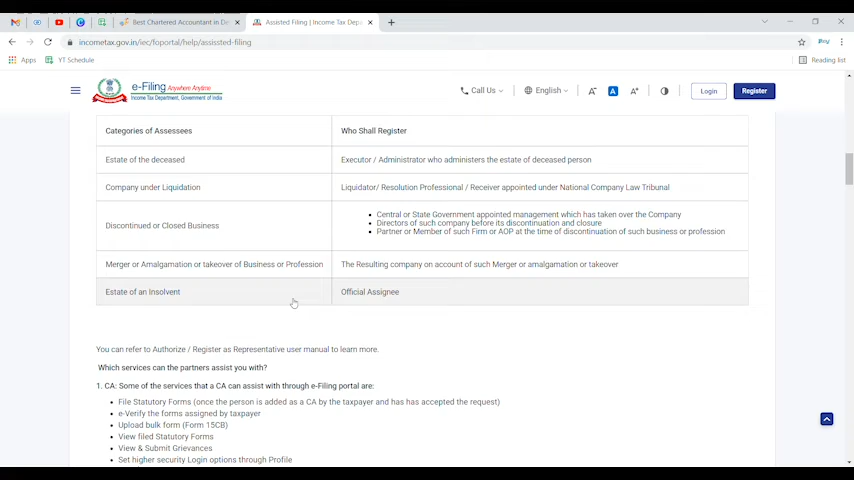 Best Chartered Accountant in De
Assisted Filing | Income Tax Depa
incometax.gov.in/iec/foportal/help/assissted-filing
Apps
YT Schedule
Reading list
e-Filing Anywhere Anytime
Income Tax Department, Government of India
Call Us
English
A
A
A
Login
Register
Categories of Assessees
Who Shall Register
Estate of the deceased
Executor / Administrator who administers the estate of deceased person
Company under Liquidation
Liquidator/ Resolution Professional / Receiver appointed under National Company Law Tribunal
Discontinued or Closed Business
• Central or State Government appointed management which has taken over the Company
• Directors of such company before its discontinuation and closure
• Partner or Member of such Firm or AOP at the time of discontinuation of such business or profession
Merger or Amalgamation or takeover of Business or Profession
The Resulting company on account of such Merger or amalgamation or takeover
Estate of an Insolvent
Official Assignee
You can refer to Authorize / Register as Representative user manual to learn more.
Which services can the partners assist you with?
1. CA: Some of the services that a CA can assist with through e-Filing portal are:
• File Statutory Forms (once the person is added as a CA by the taxpayer and has has accepted the request)
• e-Verify the forms assigned by taxpayer
• Upload bulk form (Form 15CB)
• View filed Statutory Forms
• View & Submit Grievances
• Set higher security Login options through Profile